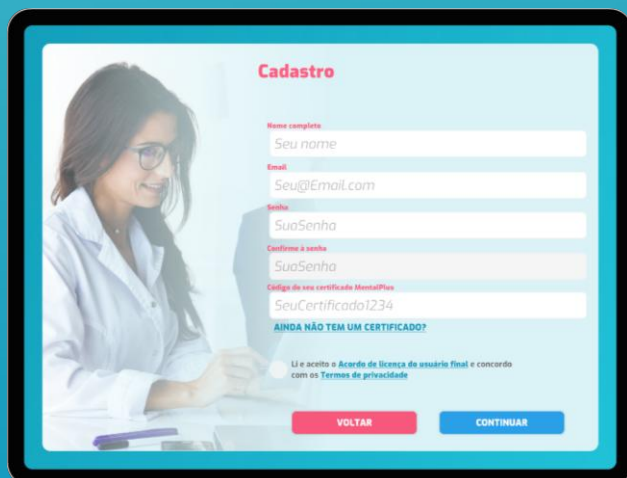 Cadastro
Nome completo
Seu nome
Email
Seu@Email.com
Senha
SuaSenha
Confirme à senha
SuaSenha
Código do seu certificado MentalPlus
SeuCertificado1234
AINDA NÃO TEM UM CERTIFICADO?
Li e aceito o Acordo de licença do usuário final e concordo
com os Termos de privacidade
VOLTAR
CONTINUAR